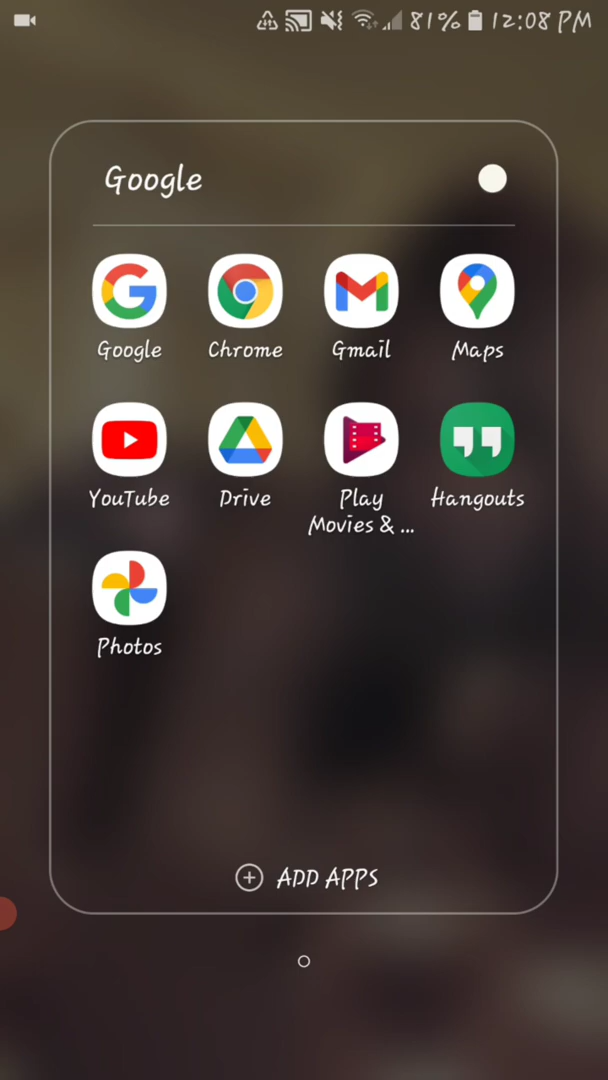 81% 12:08 PM
Google
Google Chrome Gmail Maps
YouTube Drive Play Movies & ... Hangouts
Photos
ADD APPS